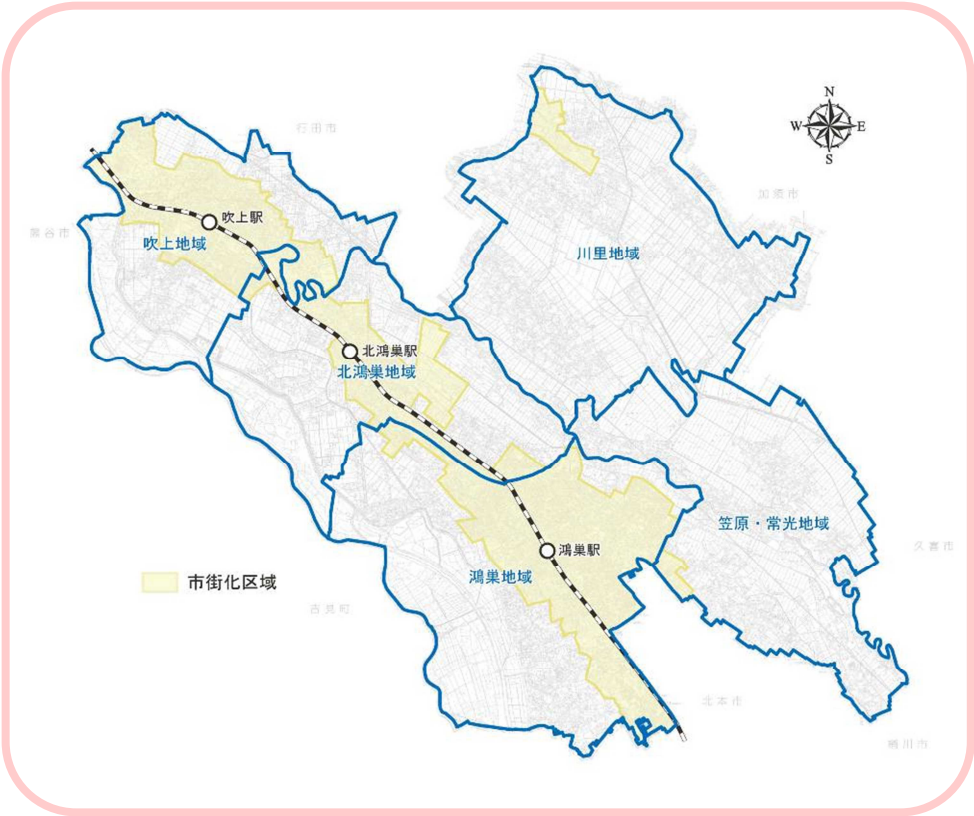 N
W
E
S
行田市
加須市
吹上駅
熊谷市
吹上地域
川里地域
北鴻巣駅
北鴻巣地域
笠原・常光地域
久喜市
鴻巣駅
鴻巣地域
市街化区域
吉見町
北本市
桶川市